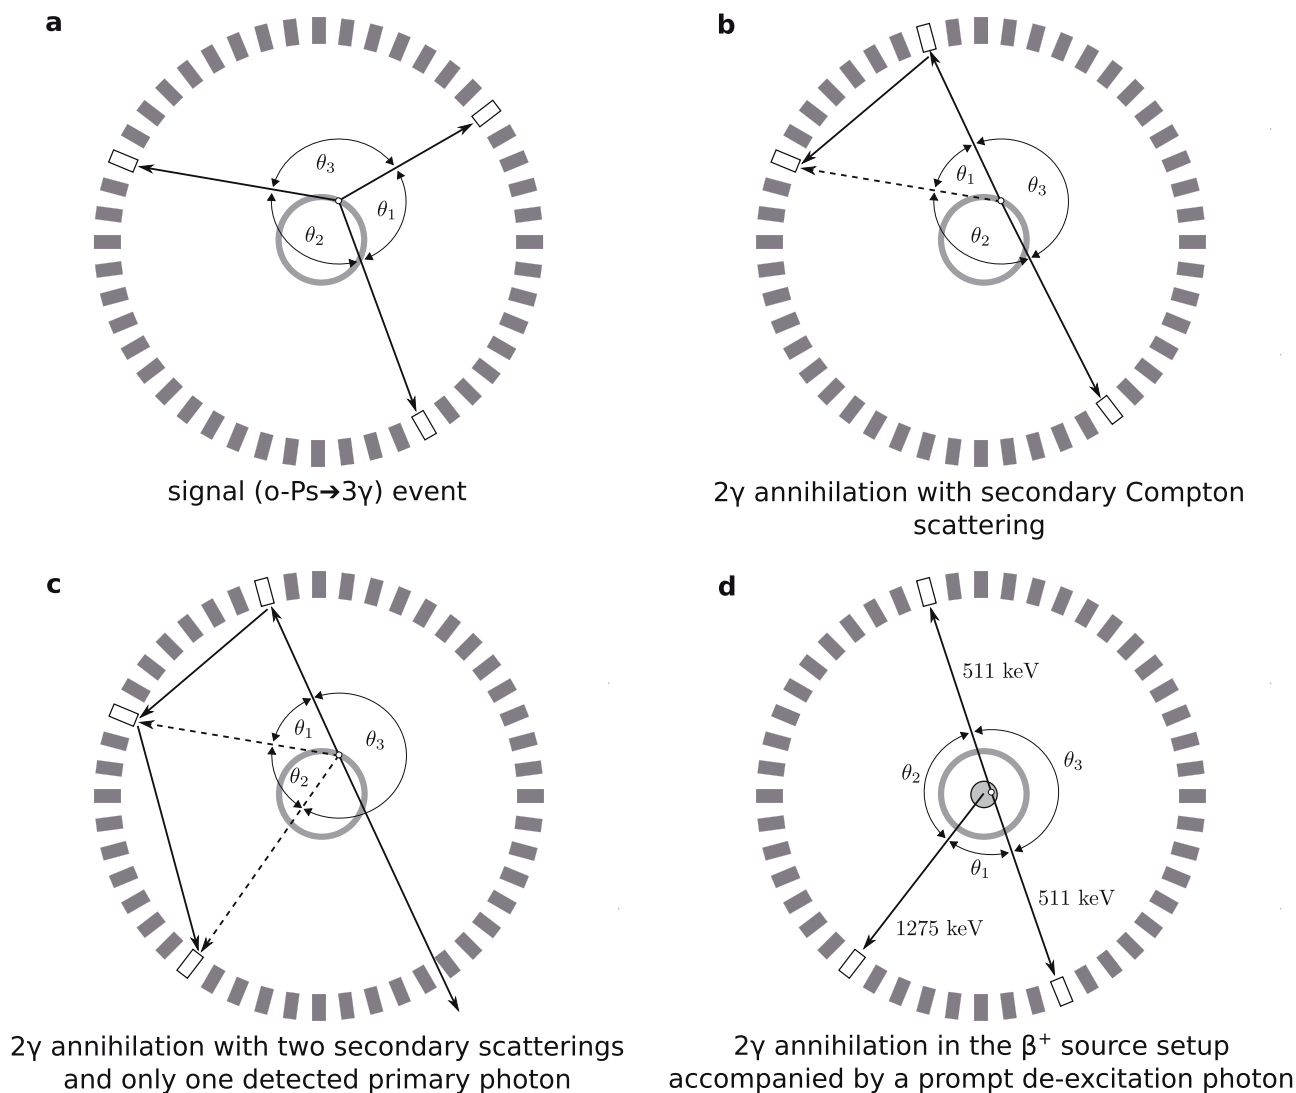 a
θ3
θ1
θ2
signal (o-Ps➔3γ) event
b
θ1
θ3
θ2
2γ annihilation with secondary Compton
scattering
c
θ1
θ3
θ2
2γ annihilation with two secondary scatterings
and only one detected primary photon
d
511 keV
θ2
θ3
θ1
511 keV
1275 keV
2γ annihilation in the β⁺ source setup
accompanied by a prompt de-excitation photon